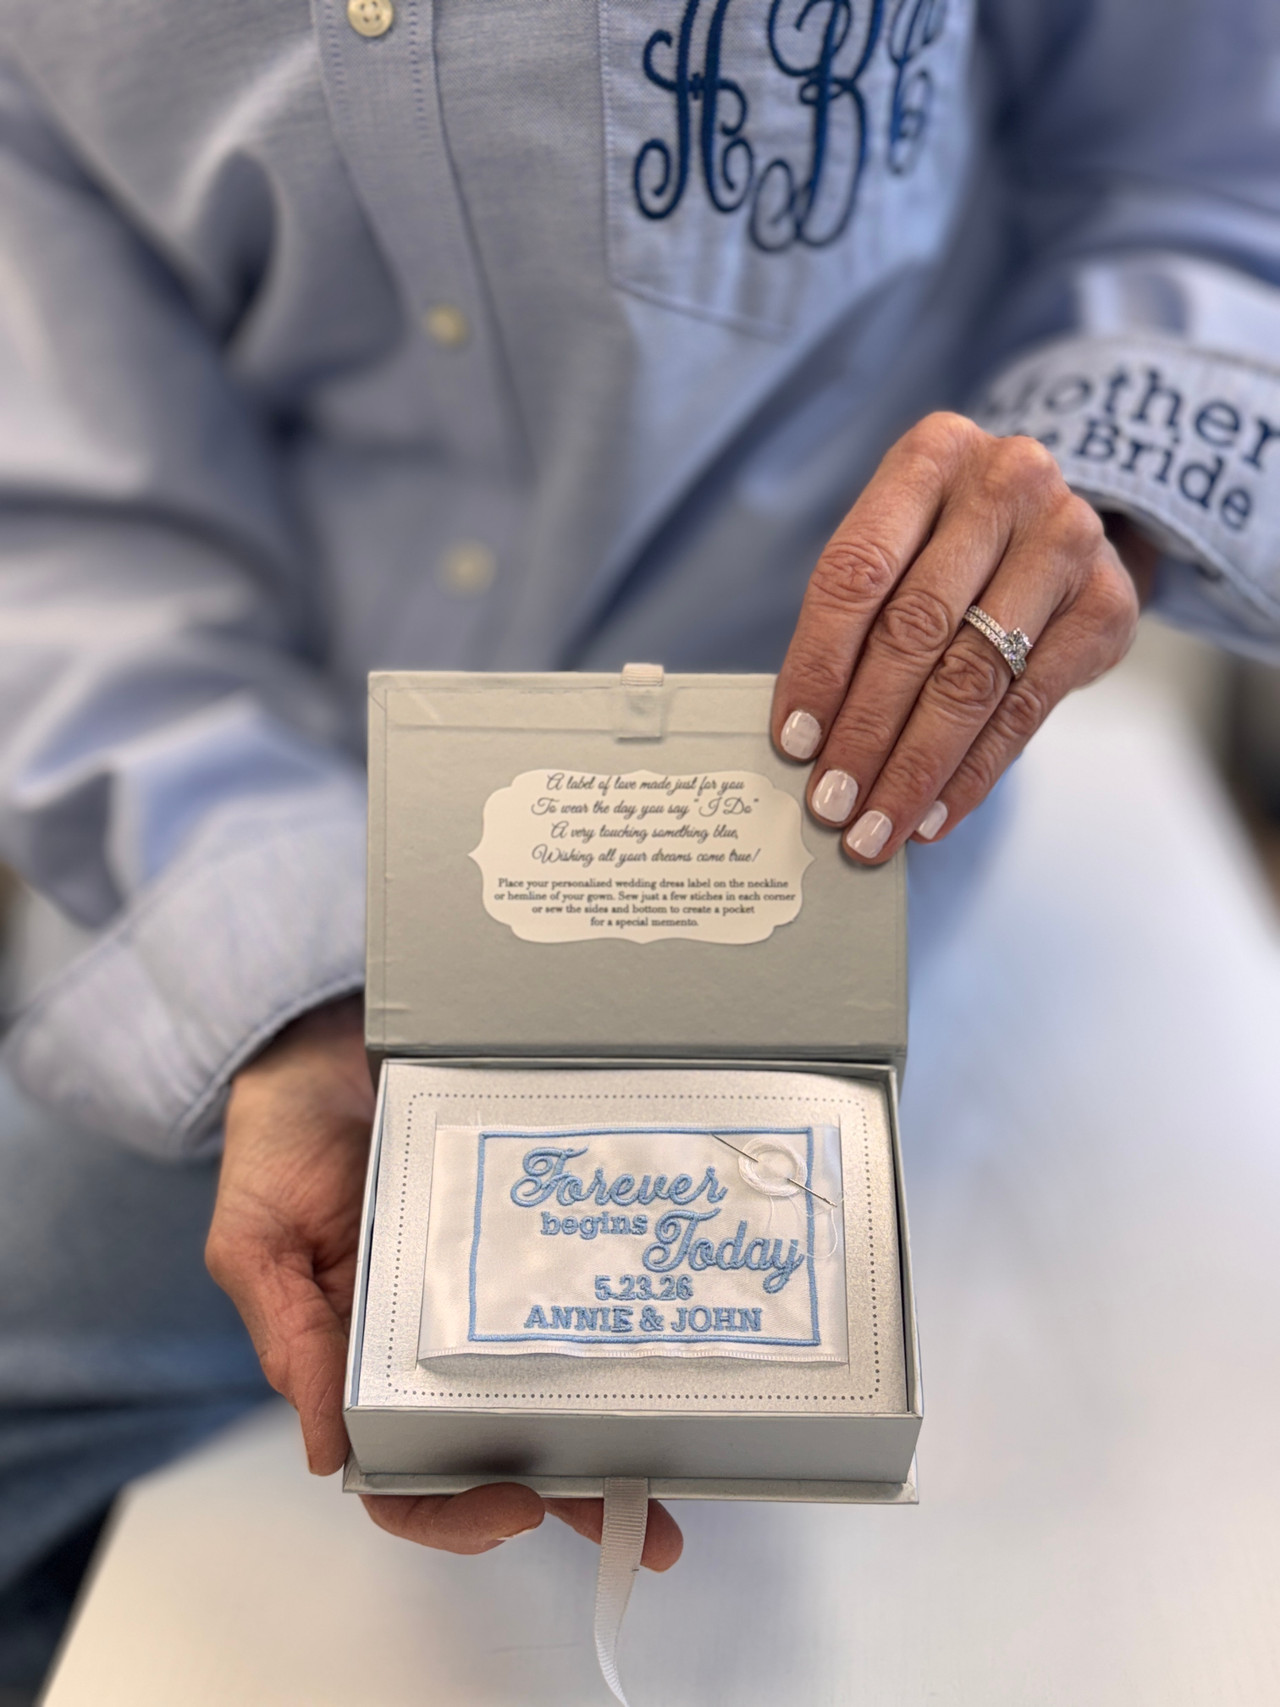 ABC
Mother
the Bride
A label of love made just for you
To wear the day you say "I Do"
A very touching something blue,
Wishing all your dreams come true!
Place your personalized wedding dress label on the neckline
or hemline of your gown. Sew just a few stiches in each corner
or sew the sides and bottom to create a pocket
for a special memento.
Forever
begins Today
5.23.26
ANNIE & JOHN